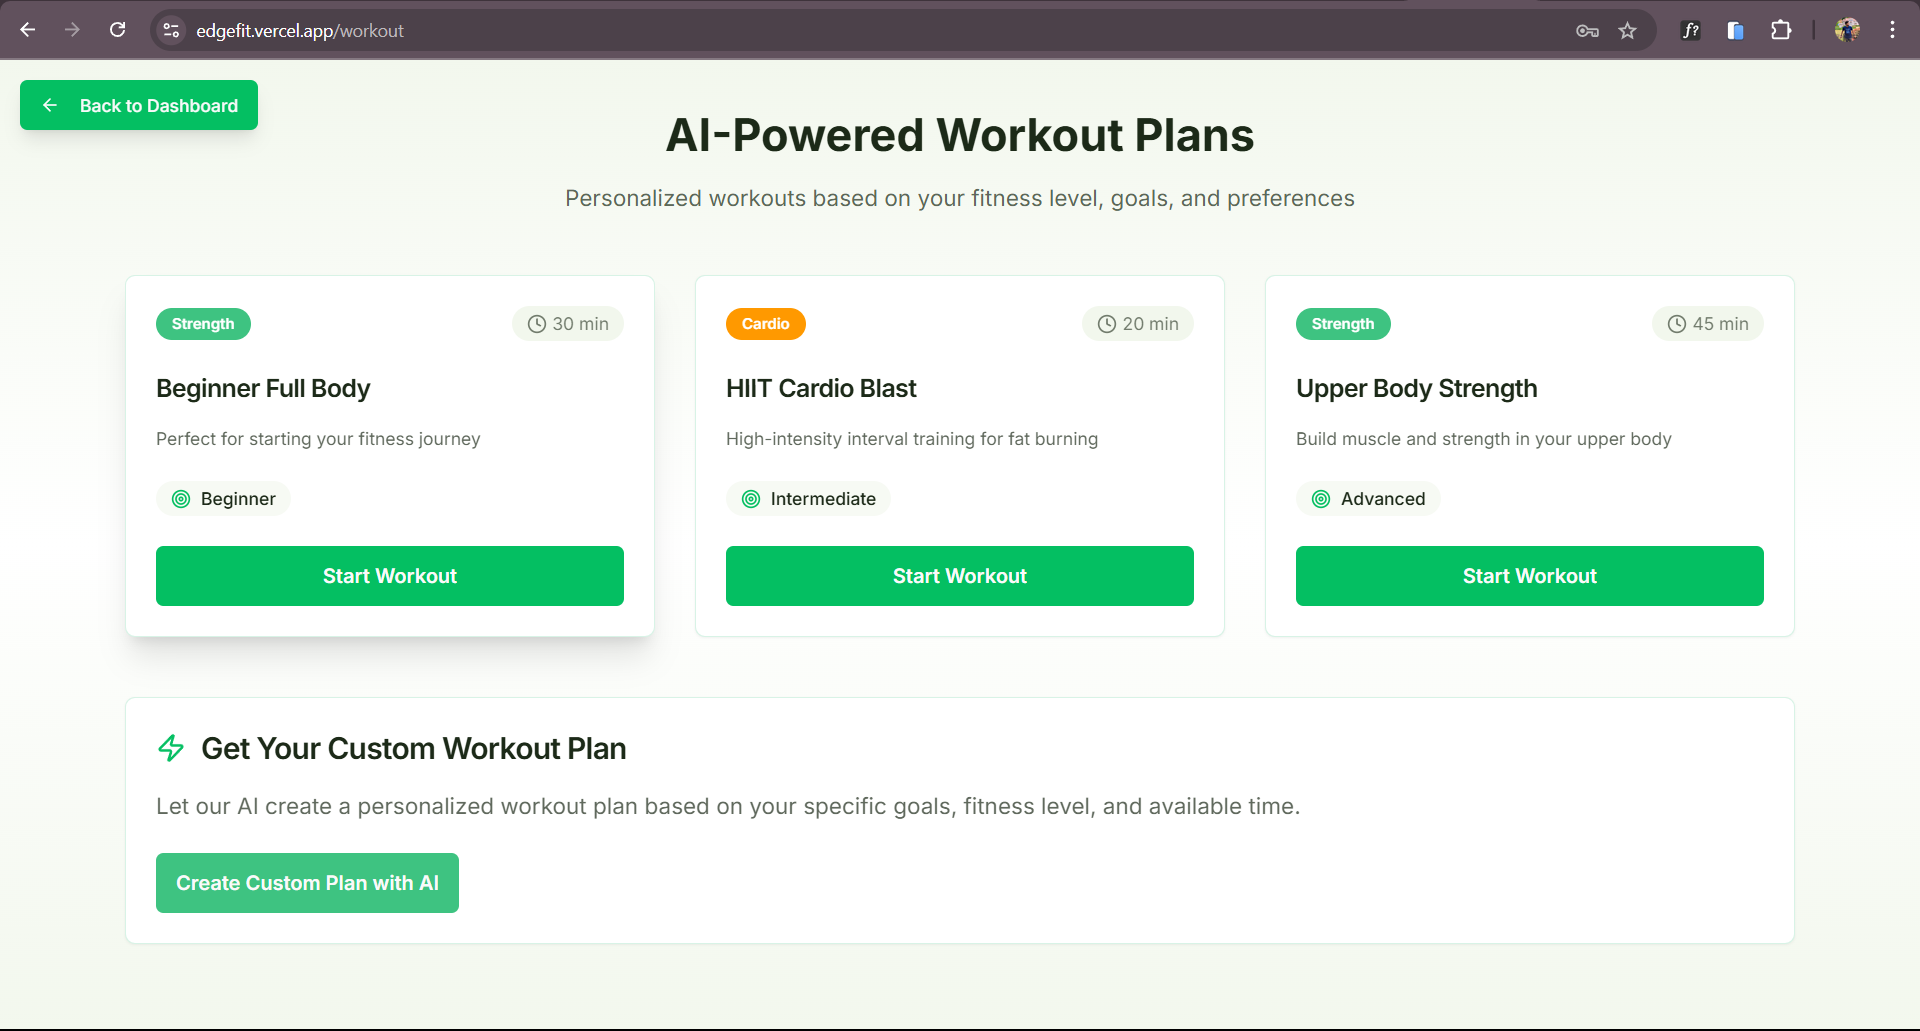 edgefit.vercel.app/workout
f?
Back to Dashboard
AI-Powered Workout Plans
Personalized workouts based on your fitness level, goals, and preferences
Strength
30 min
Beginner Full Body
Perfect for starting your fitness journey
Beginner
Start Workout
Cardio
20 min
HIIT Cardio Blast
High-intensity interval training for fat burning
Intermediate
Start Workout
Strength
45 min
Upper Body Strength
Build muscle and strength in your upper body
Advanced
Start Workout
Get Your Custom Workout Plan
Let our AI create a personalized workout plan based on your specific goals, fitness level, and available time.
Create Custom Plan with AI